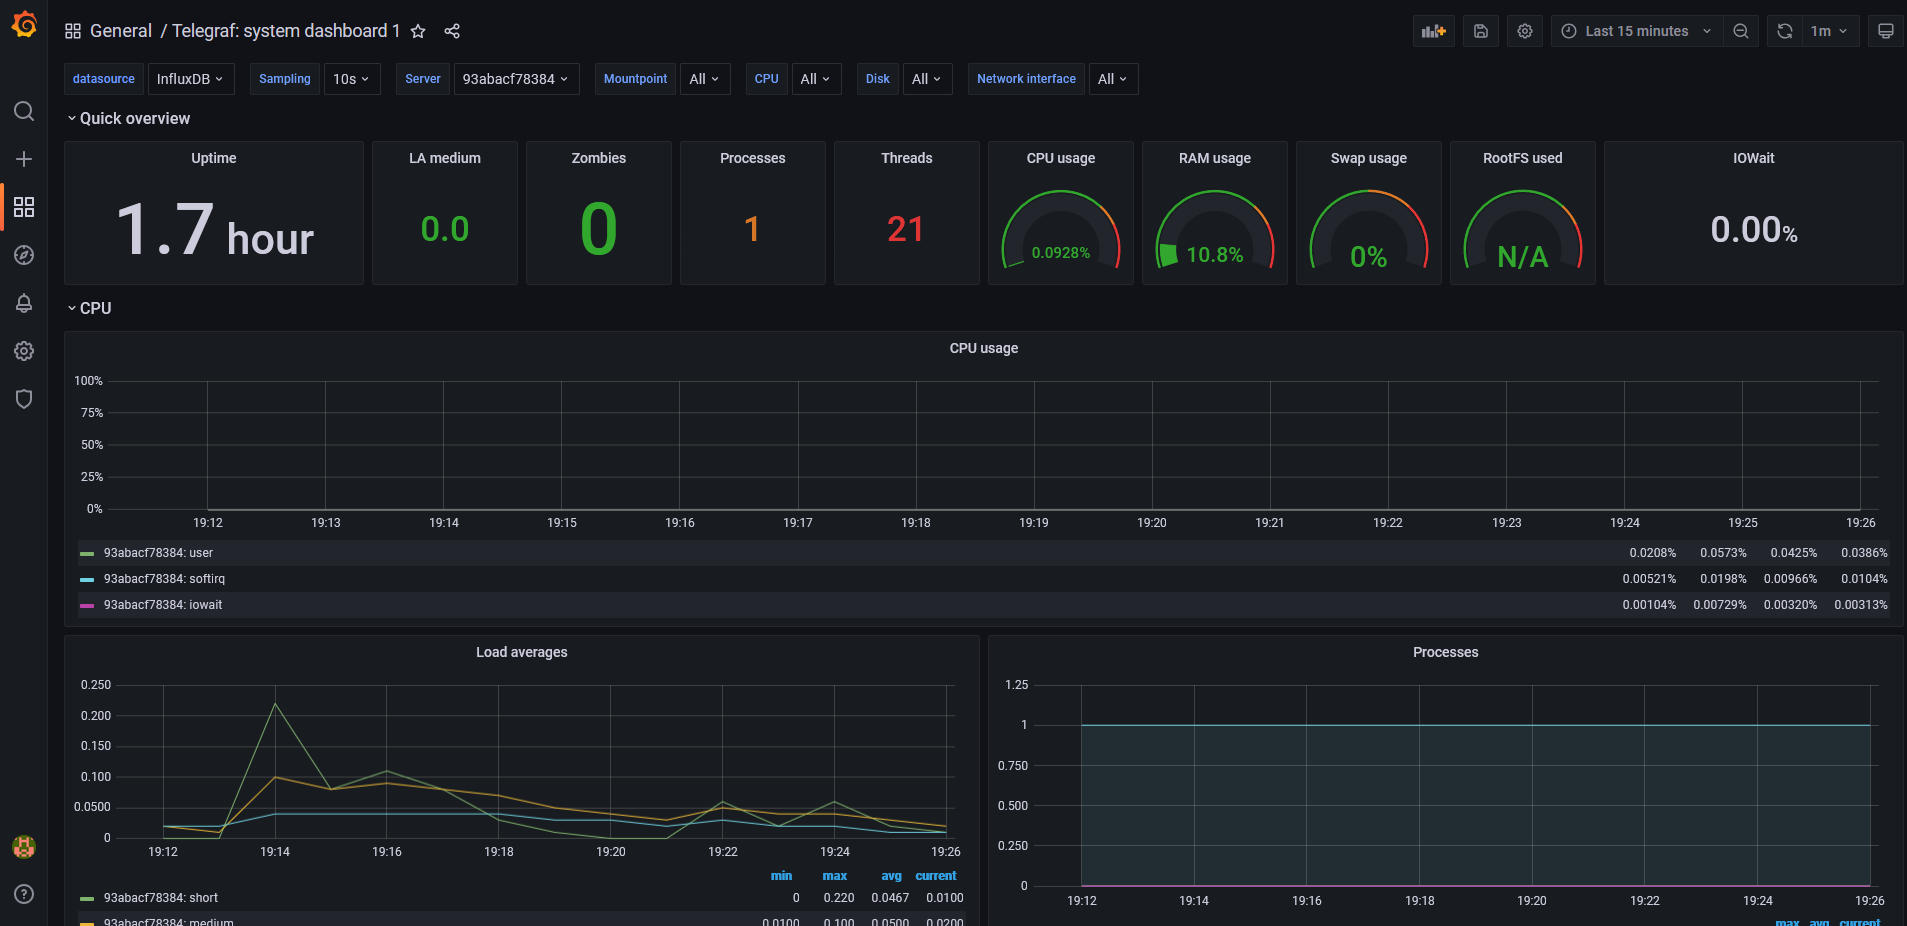 General / Telegraf: system dashboard 1
Last 15 minutes
1m
datasource InfluxDB Sampling 10s Server 93abacf78384 Mountpoint All CPU All Disk All Network interface All
Quick overview
Uptime LA medium Zombies Processes Threads CPU usage RAM usage Swap usage RootFS used IOWait
1.7 hour 0.0 0 1 21 0.0928% 10.8% 0% N/A 0.00%
CPU
CPU usage
100%
75%
50%
25%
0%
19:12 19:13 19:14 19:15 19:16 19:17 19:18 19:19 19:20 19:21 19:22 19:23 19:24 19:25 19:26
93abacf78384: user 0.0208% 0.0573% 0.0425% 0.0386%
93abacf78384: softirq 0.00521% 0.0198% 0.00966% 0.0104%
93abacf78384: iowait 0.00104% 0.00729% 0.00320% 0.00313%
Load averages
0.250
0.200
0.150
0.100
0.0500
0
19:12 19:14 19:16 19:18 19:20 19:22 19:24 19:26
min max avg current
93abacf78384: short 0 0.220 0.0467 0.0100
93abacf78384: medium 0.0100 0.100 0.0500 0.0200
Processes
1.25
1
0.750
0.500
0.250
0
19:12 19:14 19:16 19:18 19:20 19:22 19:24 19:26
max avg current